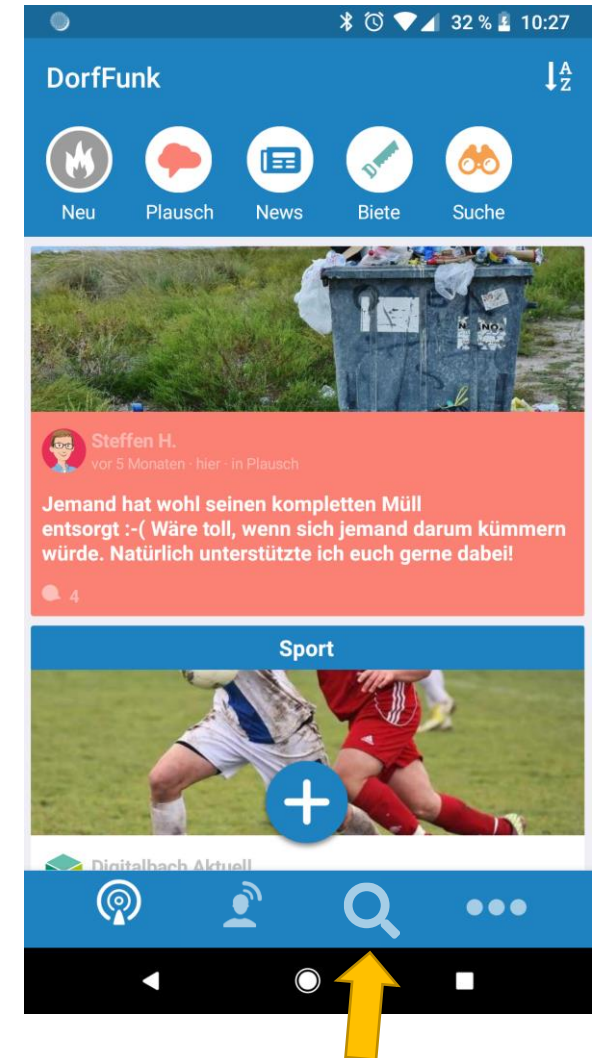 32 % 10:27
DorfFunk
A
Z
Neu Plausch News Biete Suche
Steffen H.
vor 5 Monaten · hier · in Plausch
Jemand hat wohl seinen kompletten Müll
entsorgt :-( Wäre toll, wenn sich jemand darum kümmern
würde. Natürlich unterstützte ich euch gerne dabei!
4
Sport
Digitalbach Aktuell